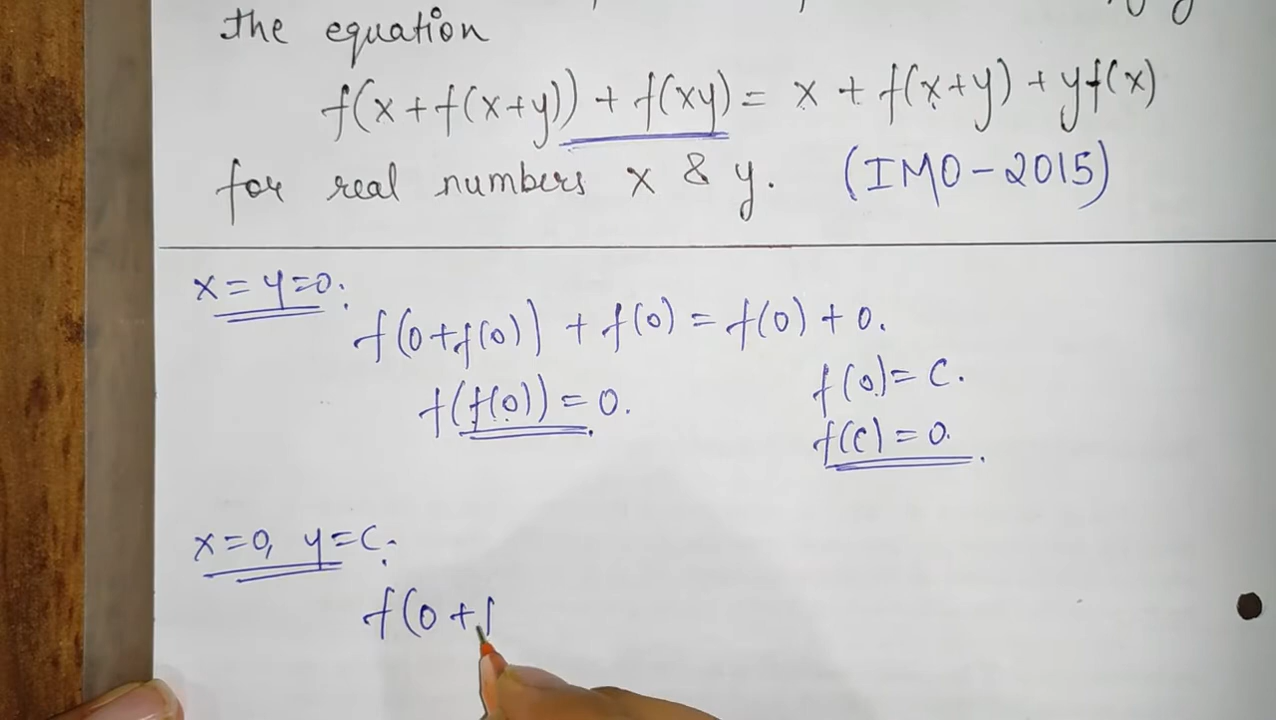 the equation
f(x+f(x+y)) + f(xy) = x + f(x+y) + yf(x)
for real numbers x & y. (IMO-2015)
x = y = 0:
f(0+f(0)) + f(0) = f(0) + 0.
f(f(0)) = 0.
f(0) = C.
f(C) = 0.
x=0, y=C:
f(0+